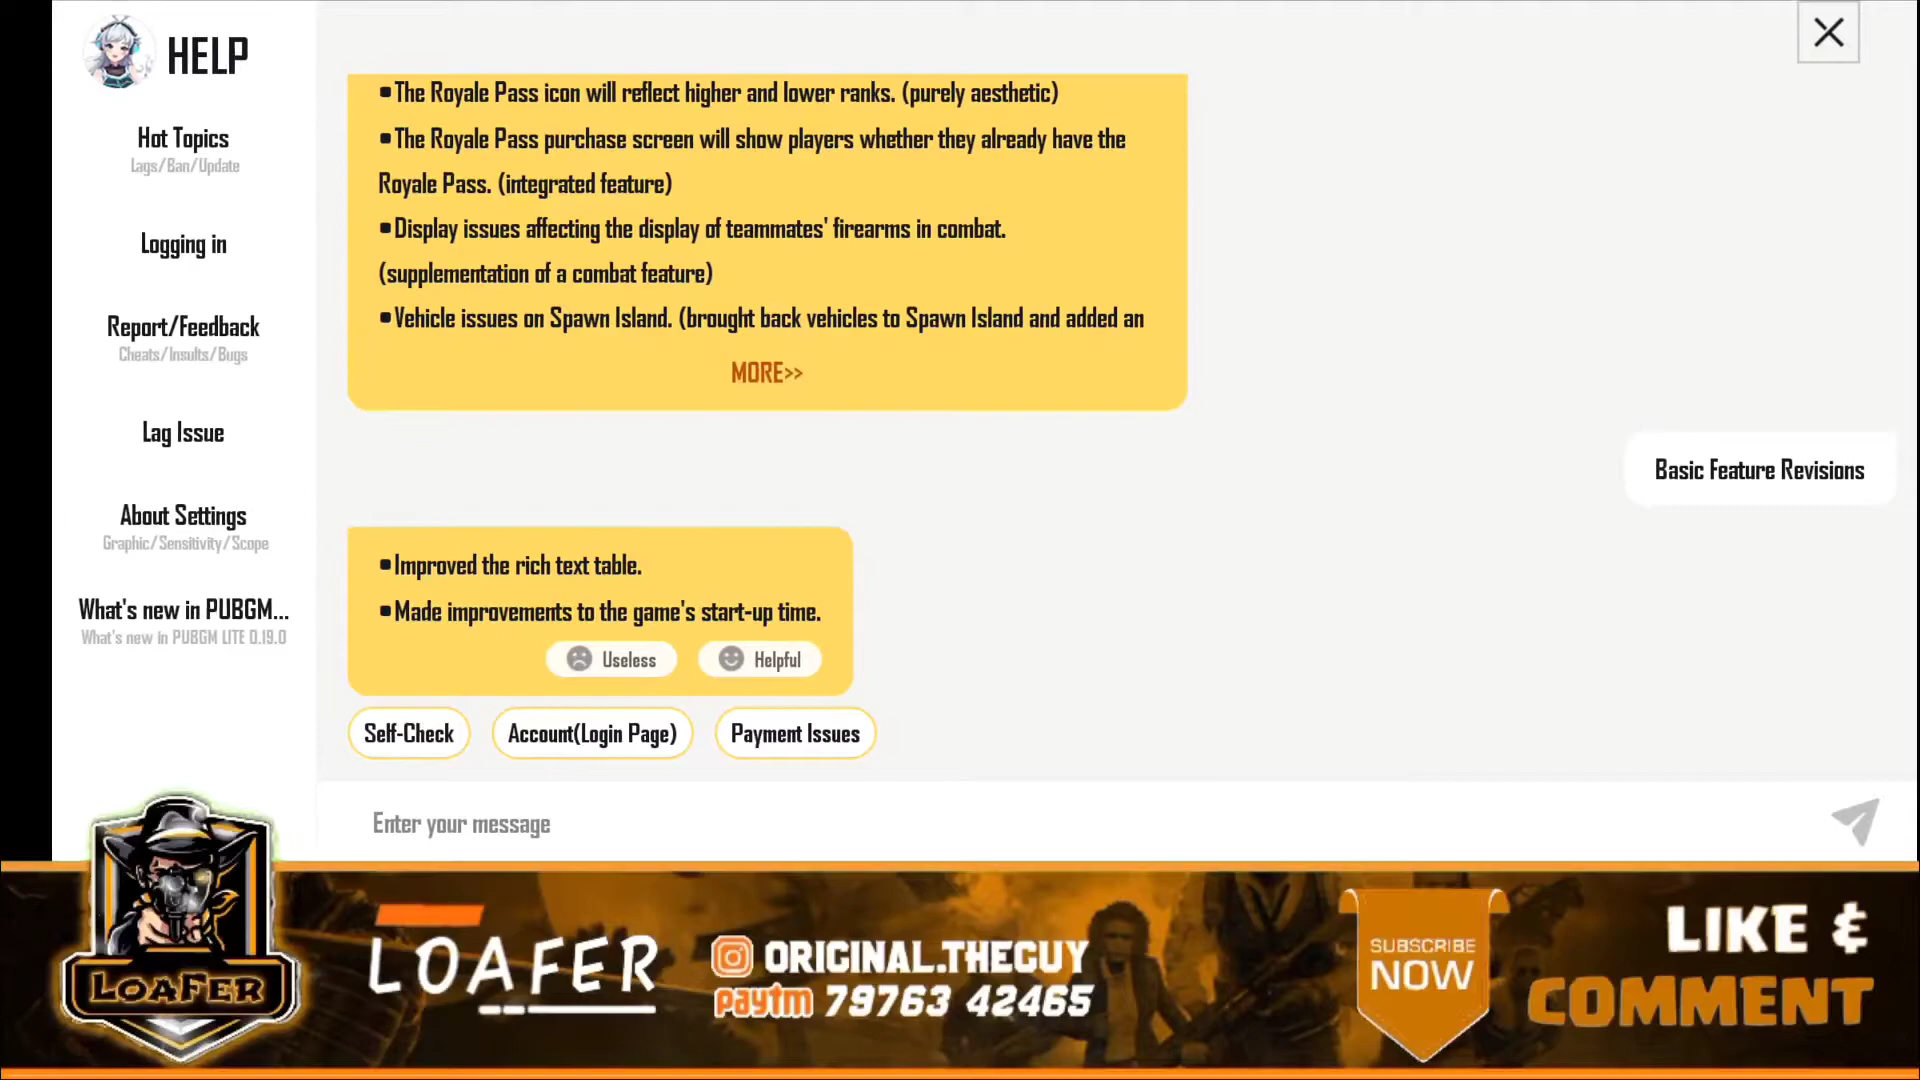 HELP
Hot Topics
Lags/Ban/Update
Logging in
Report/Feedback
Cheats/Insults/Bugs
Lag Issue
About Settings
Graphic/Sensitivity/Scope
What's new in PUBGM...
What's new in PUBGM LITE 0.19.0
▪The Royale Pass icon will reflect higher and lower ranks. (purely aesthetic)
▪The Royale Pass purchase screen will show players whether they already have the
Royale Pass. (integrated feature)
▪Display issues affecting the display of teammates' firearms in combat.
(supplementation of a combat feature)
▪Vehicle issues on Spawn Island. (brought back vehicles to Spawn Island and added an
MORE>>
Basic Feature Revisions
▪Improved the rich text table.
▪Made improvements to the game's start-up time.
Useless
Helpful
Self-Check
Account(Login Page)
Payment Issues
Enter your message
LOAFER
LOAFER
ORIGINAL.THEGUY
paytm 79763 42465
SUBSCRIBE
NOW
LIKE &
COMMENT